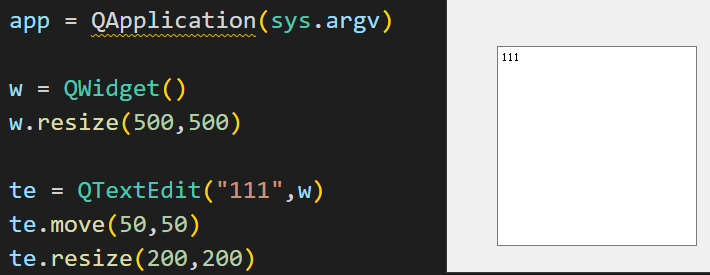 app = QApplication(sys.argv)
w = QWidget()
w.resize(500,500)
te = QTextEdit("111",w)
te.move(50,50)
te.resize(200,200)
111